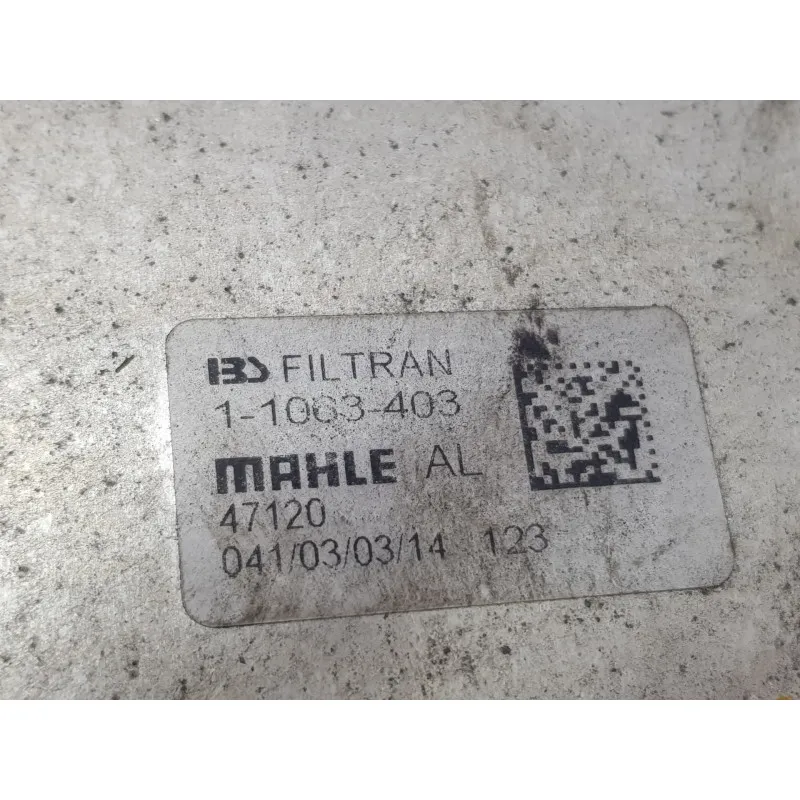 IBS FILTRAN
1-1063-403
MAHLE AL
47120
041/03/03/14 123